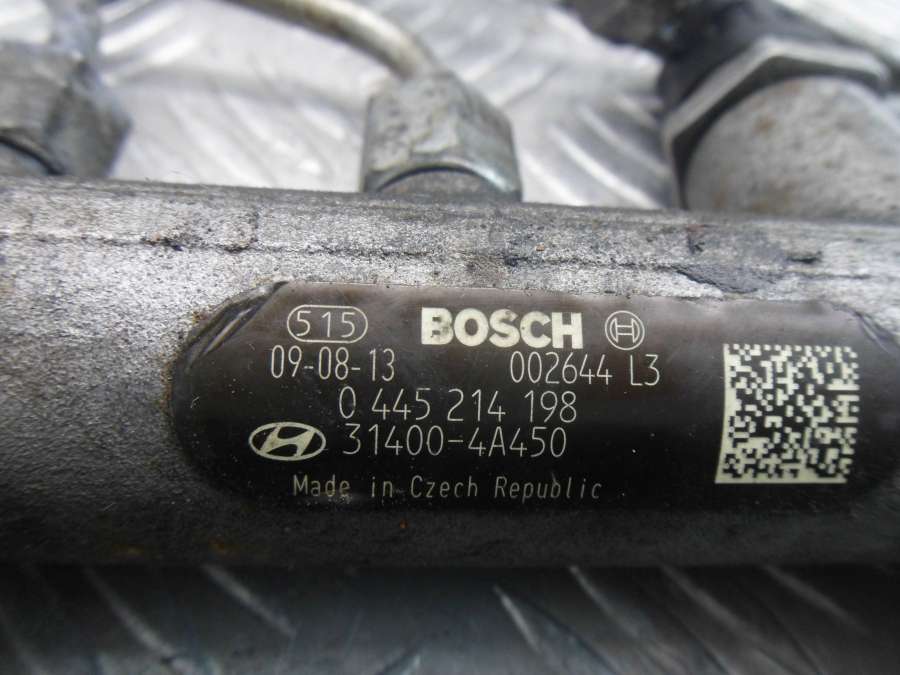 515 BOSCH
09-08-13 002644 L3
0 445 214 198
31400-4A450
Made in Czech Republic